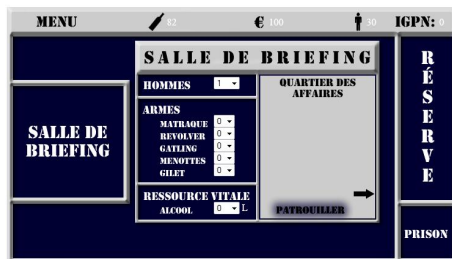 MENU 82 € 100 30 IGPN: 0
SALLE DE BRIEFING
HOMMES 1
QUARTIER DES
AFFAIRES
ARMES
MATRAQUE 0
REVOLVER 0
GATLING 0
MENOTTES 0
GILET 0
RESSOURCE VITALE
ALCOOL 0 L
PATROUILLER
SALLE DE
BRIEFING
RÉSERVE
PRISON